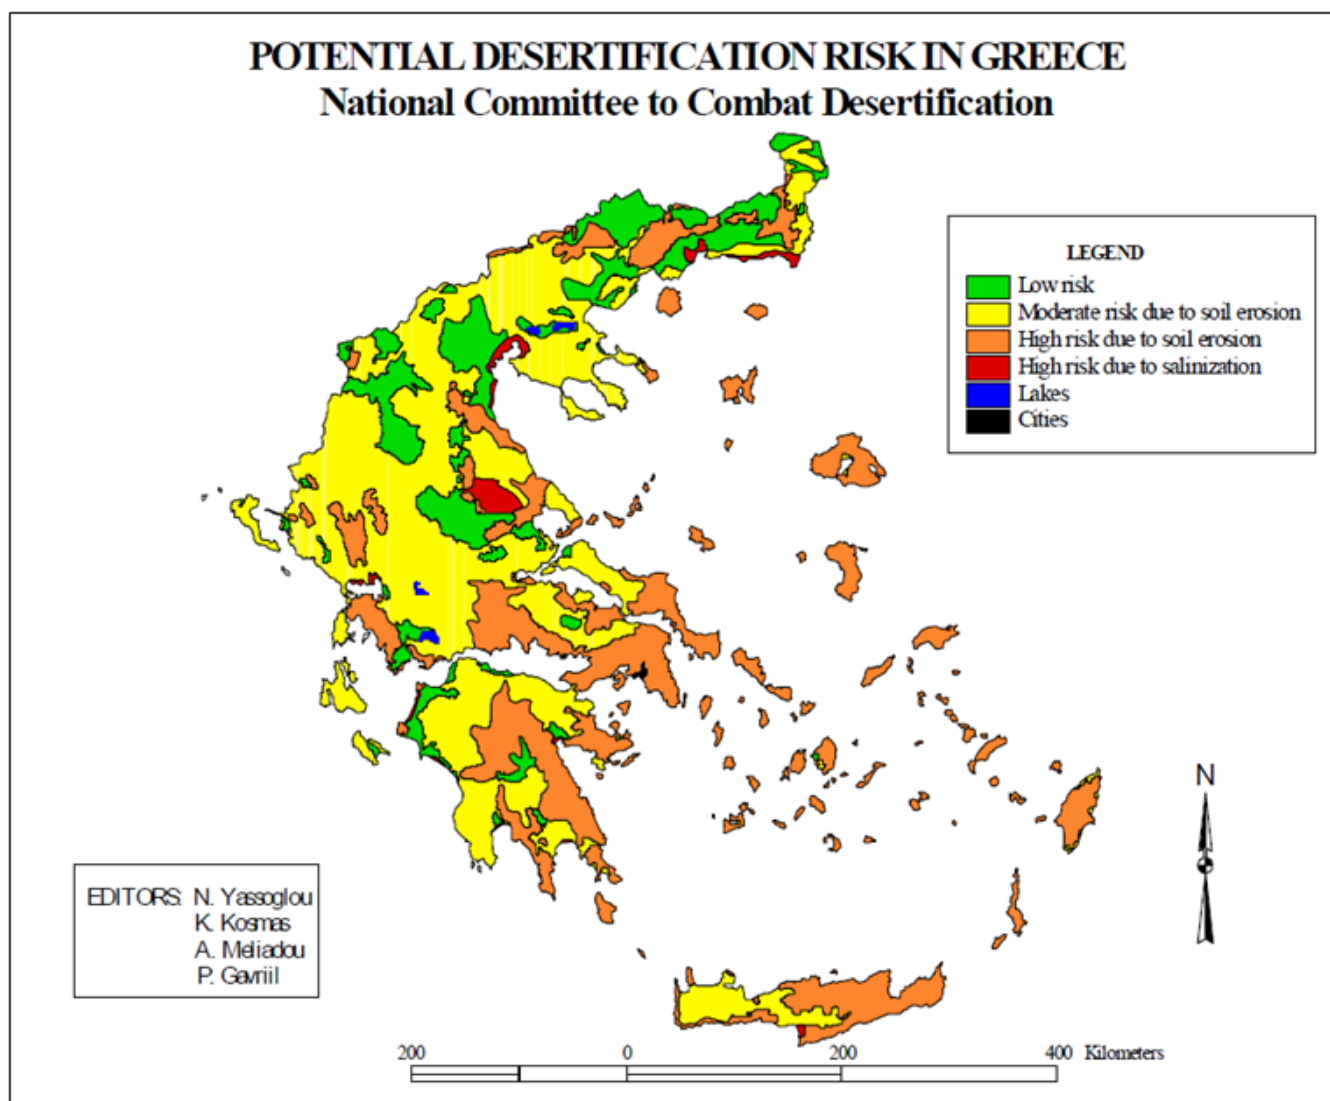 POTENTIAL DESERTIFICATION RISK IN GREECE
National Committee to Combat Desertification
LEGEND
Low risk
Moderate risk due to soil erosion
High risk due to soil erosion
High risk due to salinization
Lakes
Cities
N
EDITORS: N. Yassoglou
K. Kosmas
A. Meliadou
P. Gavriil
200 0 200 400 Kilometers